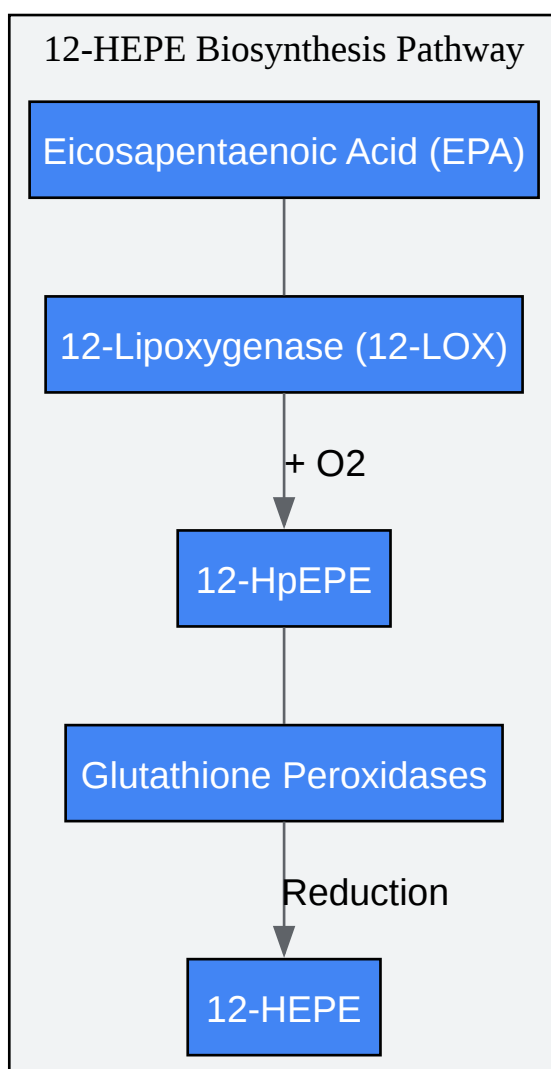 12-HEPE Biosynthesis Pathway
Eicosapentaenoic Acid (EPA)
12-Lipoxygenase (12-LOX)
+ O2
12-HpEPE
Glutathione Peroxidases
Reduction
12-HEPE